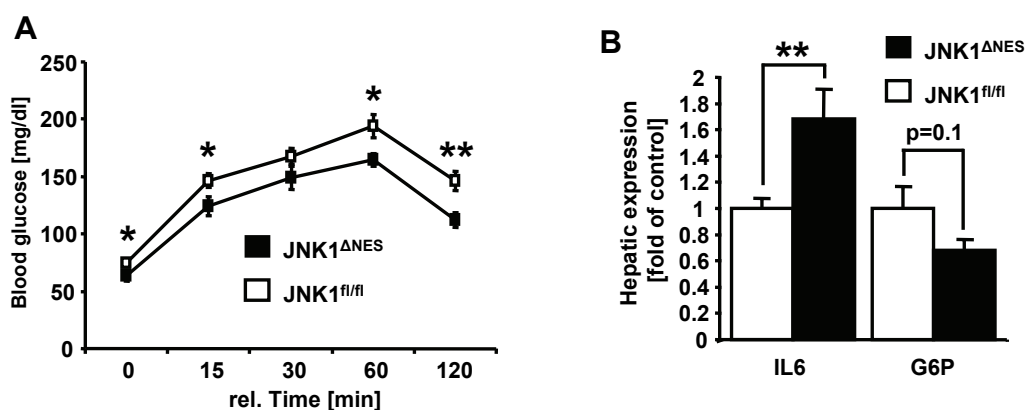 A
Blood glucose [mg/dl]
250
200
150
100
50
0
*
*
*
**
JNK1ΔNES
JNK1fl/fl
0 15 30 60 120
rel. Time [min]
B
JNK1ΔNES
JNK1fl/fl
**
p=0.1
Hepatic expression
[fold of control]
2
1.8
1.6
1.4
1.2
1
0.8
0.6
0.4
0.2
0
IL6 G6P